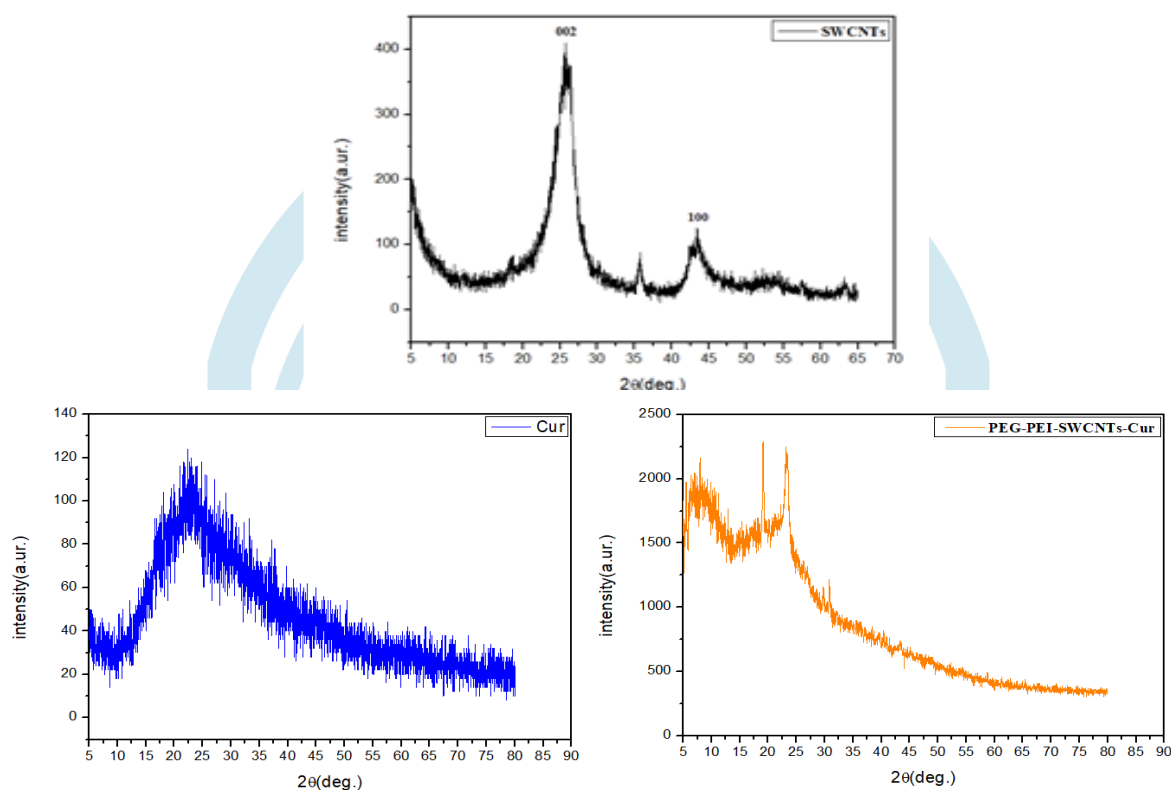 SWCNTs
002
100
intensity(a.ur.)
400
300
200
100
0
5 10 15 20 25 30 35 40 45 50 55 60 65 70
2θ(deg.)
Cur
intensity(a.ur.)
140
120
100
80
60
40
20
0
5 10 15 20 25 30 35 40 45 50 55 60 65 70 75 80 85 90
2θ(deg.)
PEG-PEI-SWCNTs-Cur
intensity(a.ur.)
2500
2000
1500
1000
500
0
5 10 15 20 25 30 35 40 45 50 55 60 65 70 75 80 85 90
2θ(deg.)